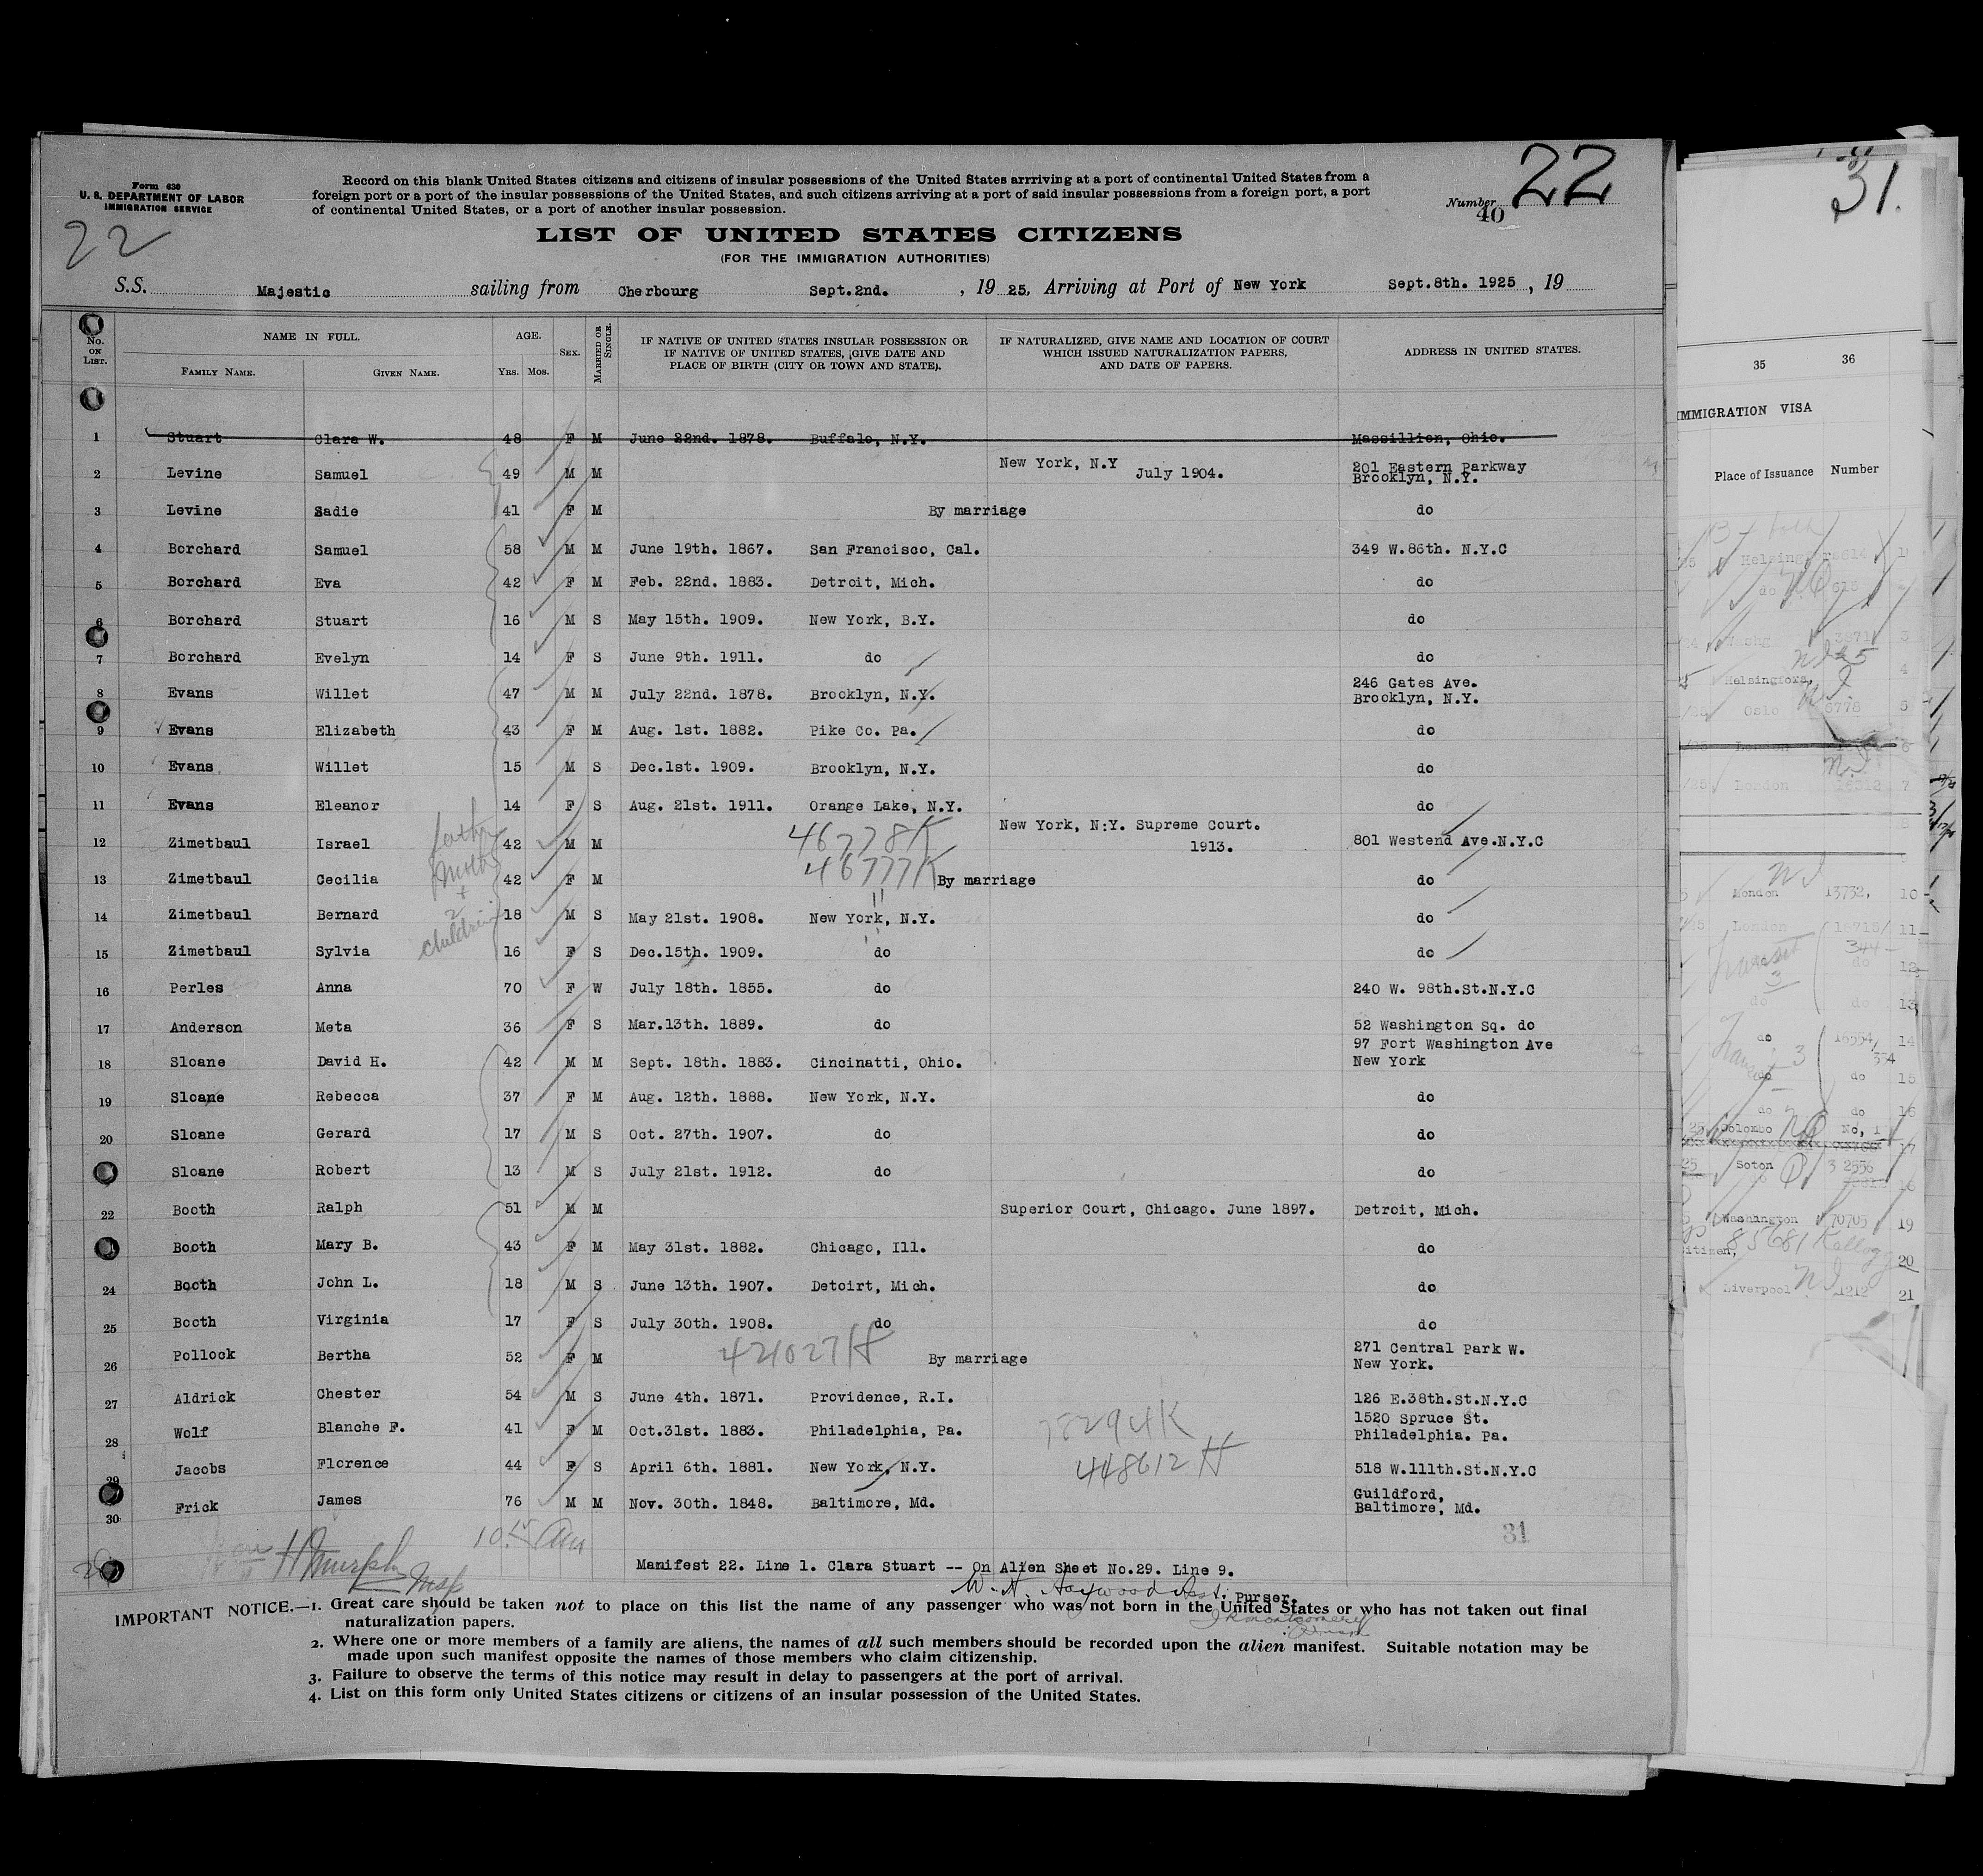 Form 630
U. S. DEPARTMENT OF LABOR
IMMIGRATION SERVICE
Record on this blank United States citizens and citizens of insular possessions of the United States arrriving at a port of continental United States from a
foreign port or a port of the insular possessions of the United States, and such citizens arriving at a port of said insular possessions from a foreign port, a port
of continental United States, or a port of another insular possession.
Number 22
40
22
LIST OF UNITED STATES CITIZENS
(FOR THE IMMIGRATION AUTHORITIES)
S.S. Majestic sailing from Cherbourg Sept.2nd. , 19 25, Arriving at Port of New York Sept.8th. 1925 , 19
No. ON LIST. NAME IN FULL. FAMILY NAME. GIVEN NAME. AGE. YRS. MOS. SEX. MARRIED OR SINGLE. IF NATIVE OF UNITED STATES INSULAR POSSESSION OR IF NATIVE OF UNITED STATES, GIVE DATE AND PLACE OF BIRTH (CITY OR TOWN AND STATE). IF NATURALIZED, GIVE NAME AND LOCATION OF COURT WHICH ISSUED NATURALIZATION PAPERS, AND DATE OF PAPERS. ADDRESS IN UNITED STATES.
1 Stuart Clara W. 48 F M June 22nd. 1878. Buffalo, N.Y. Massillion, Ohio.
2 Levine Samuel 49 M M New York, N.Y July 1904. 201 Eastern Parkway Brooklyn, N.Y.
3 Levine Sadie 41 F M By marriage do
4 Borchard Samuel 58 M M June 19th. 1867. San Francisco, Cal. 349 W.86th. N.Y.C
5 Borchard Eva 42 F M Feb. 22nd. 1883. Detroit, Mich. do
6 Borchard Stuart 16 M S May 15th. 1909. New York, B.Y. do
7 Borchard Evelyn 14 F S June 9th. 1911. do do
8 Evans Willet 47 M M July 22nd. 1878. Brooklyn, N.Y. 246 Gates Ave. Brooklyn, N.Y.
9 Evans Elizabeth 43 F M Aug. 1st. 1882. Pike Co. Pa. do
10 Evans Willet 15 M S Dec.1st. 1909. Brooklyn, N.Y. do
11 Evans Eleanor 14 F S Aug. 21st. 1911. Orange Lake, N.Y. do
12 Zimetbaul Israel 42 M M 46778K New York, N:Y. Supreme Court. 1913. 801 Westend Ave.N.Y.C
13 Zimetbaul Cecilia 42 F M 46777K By marriage do
14 Zimetbaul Bernard 18 M S May 21st. 1908. New York, N.Y. do
15 Zimetbaul Sylvia 16 F S Dec.15th. 1909. do do
children
16 Perles Anna 70 F W July 18th. 1855. do 240 W. 98th.St.N.Y.C
17 Anderson Meta 36 F S Mar.13th. 1889. do 52 Washington Sq. do
18 Sloane David H. 42 M M Sept. 18th. 1883. Cincinatti, Ohio. 97 Fort Washington Ave New York
19 Sloane Rebecca 37 F M Aug. 12th. 1888. New York, N.Y. do
20 Sloane Gerard 17 M S Oct. 27th. 1907. do do
Sloane Robert 13 M S July 21st. 1912. do do
22 Booth Ralph 51 M M Superior Court, Chicago. June 1897. Detroit, Mich.
Booth Mary B. 43 F M May 31st. 1882. Chicago, Ill. do
24 Booth John L. 18 M S June 13th. 1907. Detoirt, Mich. do
25 Booth Virginia 17 F S July 30th. 1908. do do
26 Pollock Bertha 52 F M 421027H By marriage 271 Central Park W. New York.
27 Aldrick Chester 54 M S June 4th. 1871. Providence, R.I. 126 E.38th.St.N.Y.C
28 Wolf Blanche F. 41 F M Oct.31st. 1883. Philadelphia, Pa. 1520 Spruce St. Philadelphia. Pa.
29 Jacobs Florence 44 F S April 6th. 1881. New York, N.Y. 448612 H 518 W.111th.St.N.Y.C
30 Frick James 76 M M Nov. 30th. 1848. Baltimore, Md. Guildford, Baltimore, Md.
31
Manifest 22. Line 1. Clara Stuart -- On Alien Sheet No.29. Line 9.
W. H. Haywood Asst. Purser.
IMPORTANT NOTICE.—1. Great care should be taken not to place on this list the name of any passenger who was not born in the United States or who has not taken out final
naturalization papers.
2. Where one or more members of a family are aliens, the names of all such members should be recorded upon the alien manifest. Suitable notation may be
made upon such manifest opposite the names of those members who claim citizenship.
3. Failure to observe the terms of this notice may result in delay to passengers at the port of arrival.
4. List on this form only United States citizens or citizens of an insular possession of the United States.
31.
35 36
IMMIGRATION VISA
Place of Issuance Number
Helsingfors
Oslo 6778
London
London 13732,
London
do do
Colombo No, 1
Soton
Washington 70705 19
85681 Kellogg 20
Liverpool 1212 21